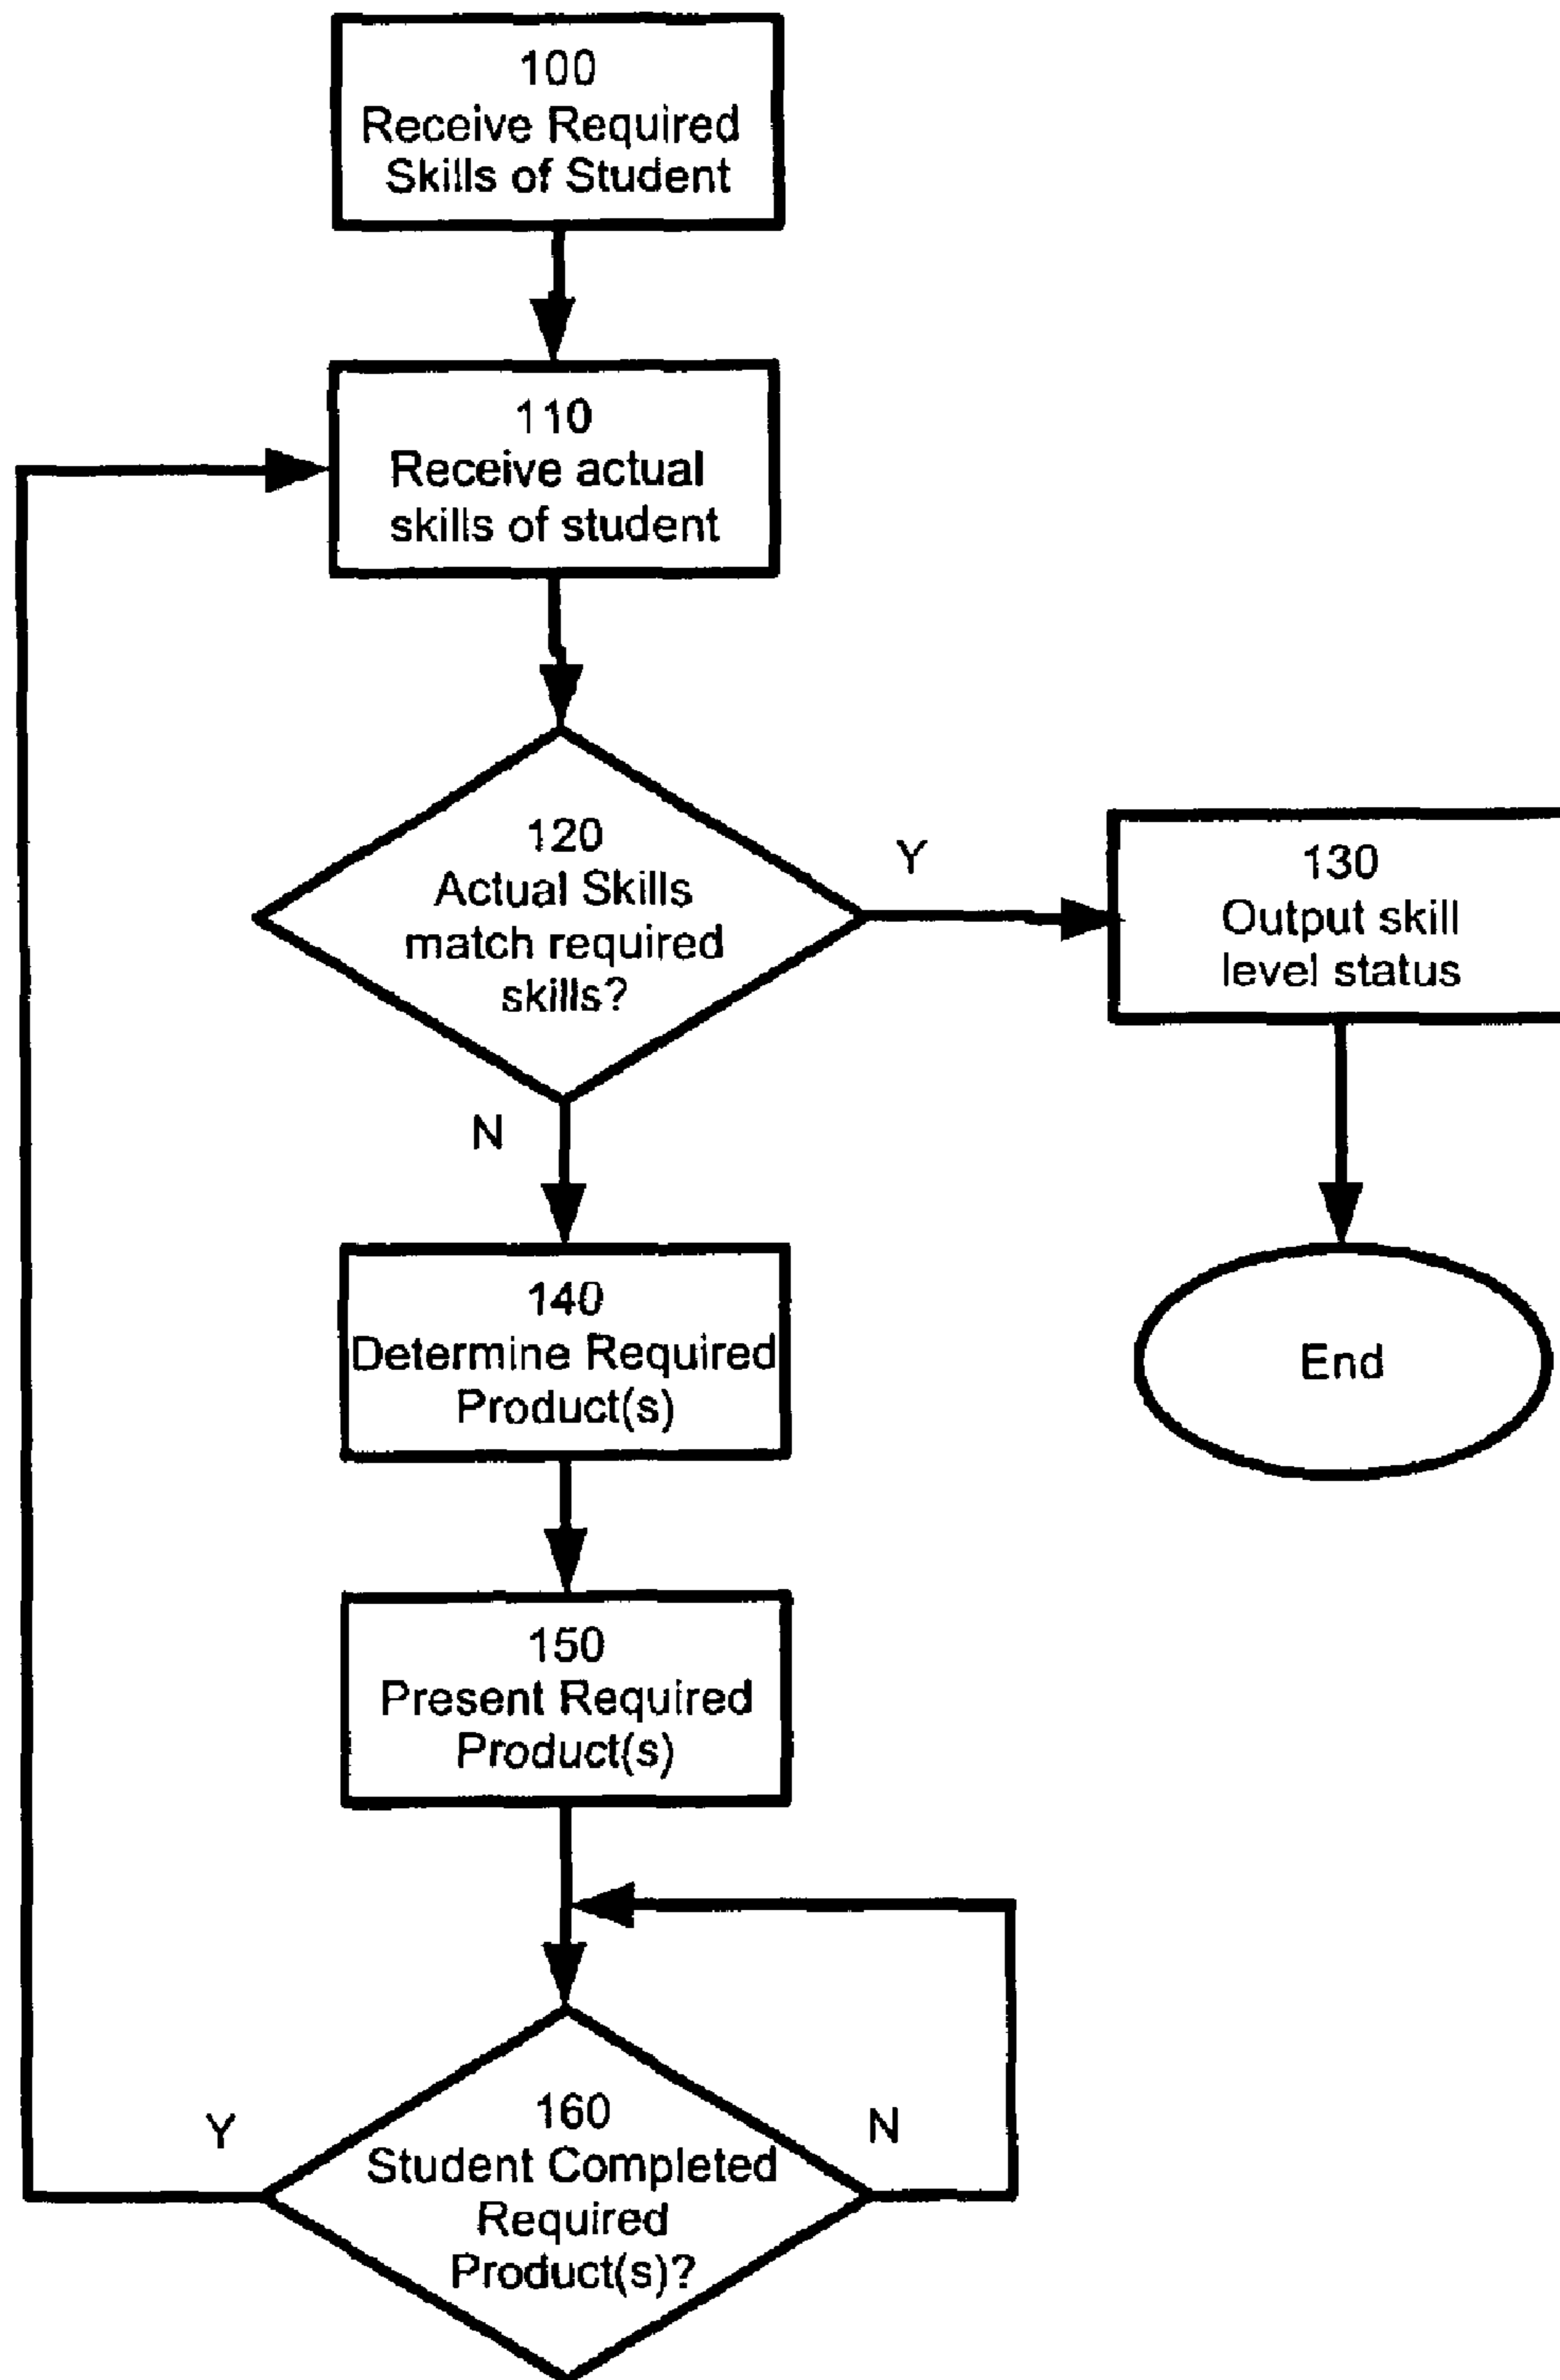 100
Receive Required
Skills of Student
110
Receive actual
skills of student
120
Actual Skills
match required
skills?
Y
130
Output skill
level status
N
140
Determine Required
Product(s)
End
150
Present Required
Product(s)
160
Student Completed
Required
Product(s)?
Y
N